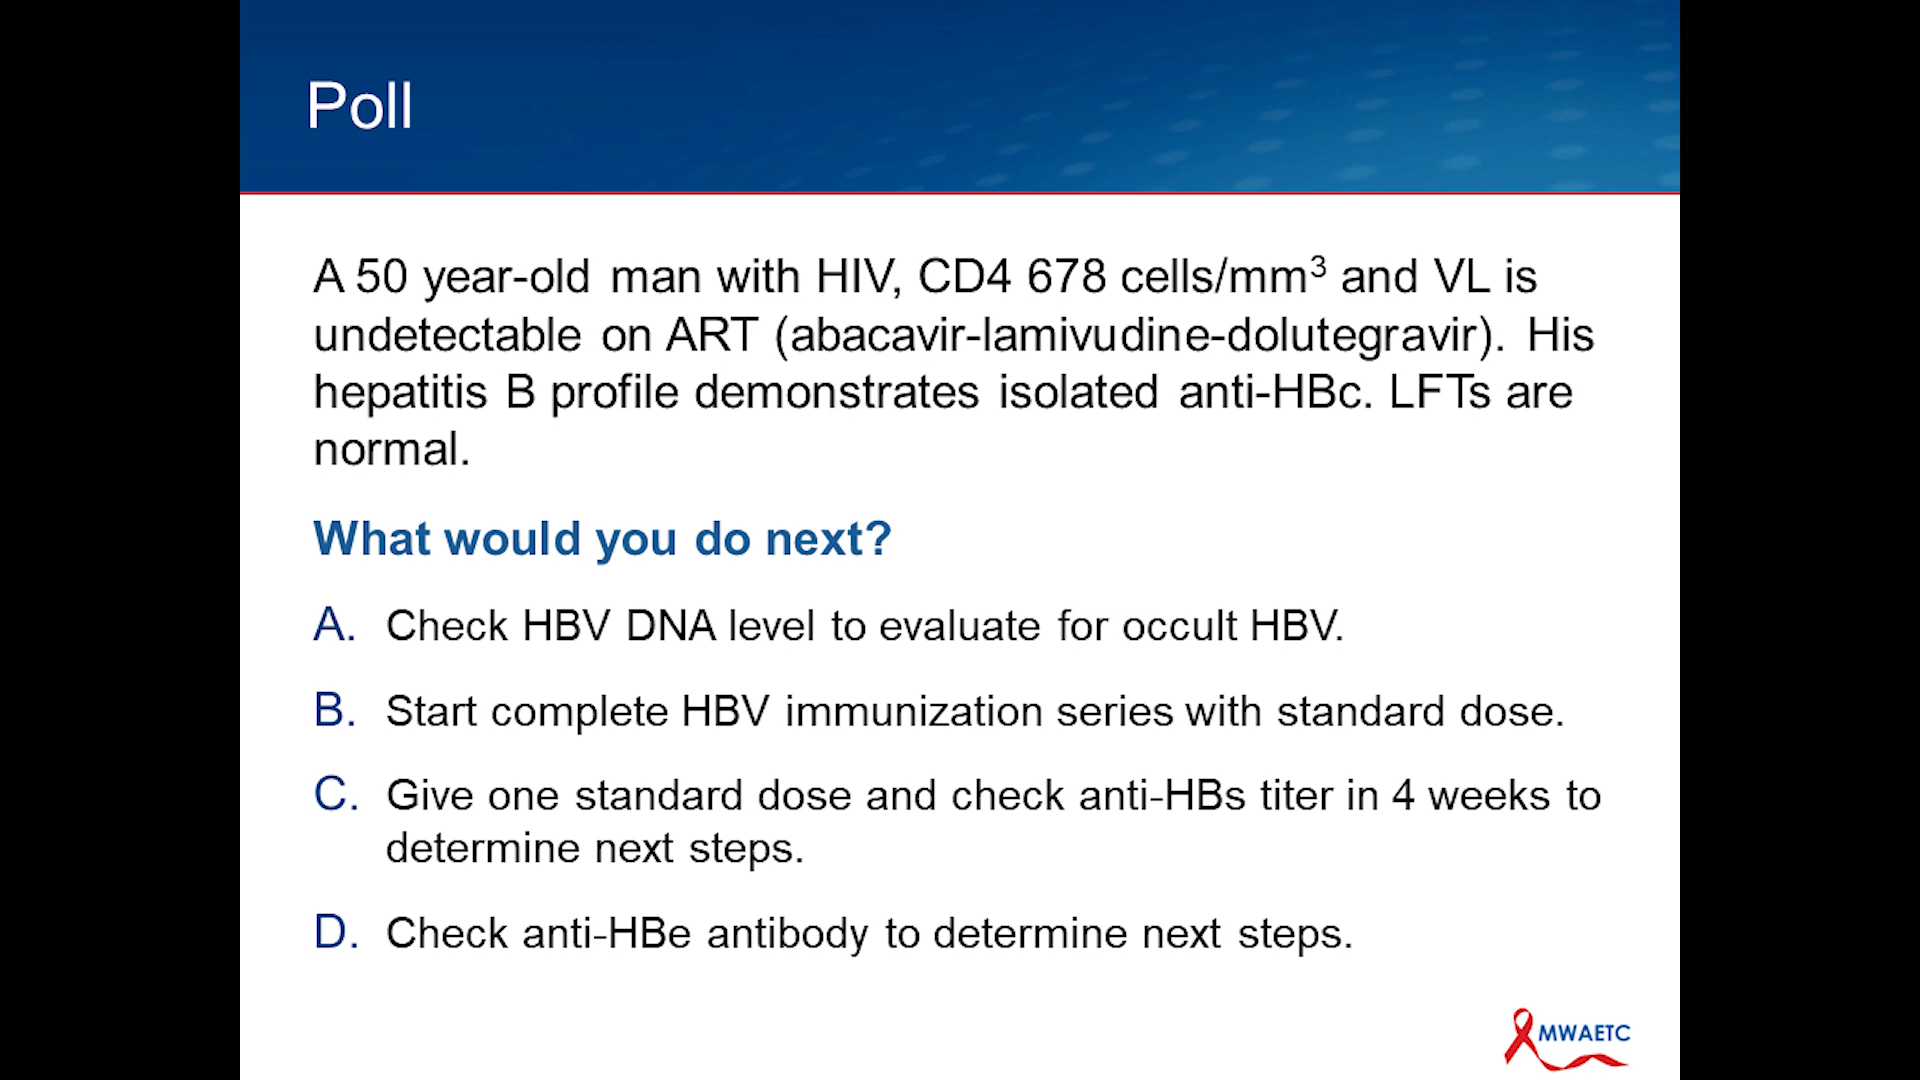 Poll
A 50 year-old man with HIV, CD4 678 cells/mm³ and VL is
undetectable on ART (abacavir-lamivudine-dolutegravir). His
hepatitis B profile demonstrates isolated anti-HBc. LFTs are
normal.
What would you do next?
A. Check HBV DNA level to evaluate for occult HBV.
B. Start complete HBV immunization series with standard dose.
C. Give one standard dose and check anti-HBs titer in 4 weeks to
determine next steps.
D. Check anti-HBe antibody to determine next steps.
MWAETC